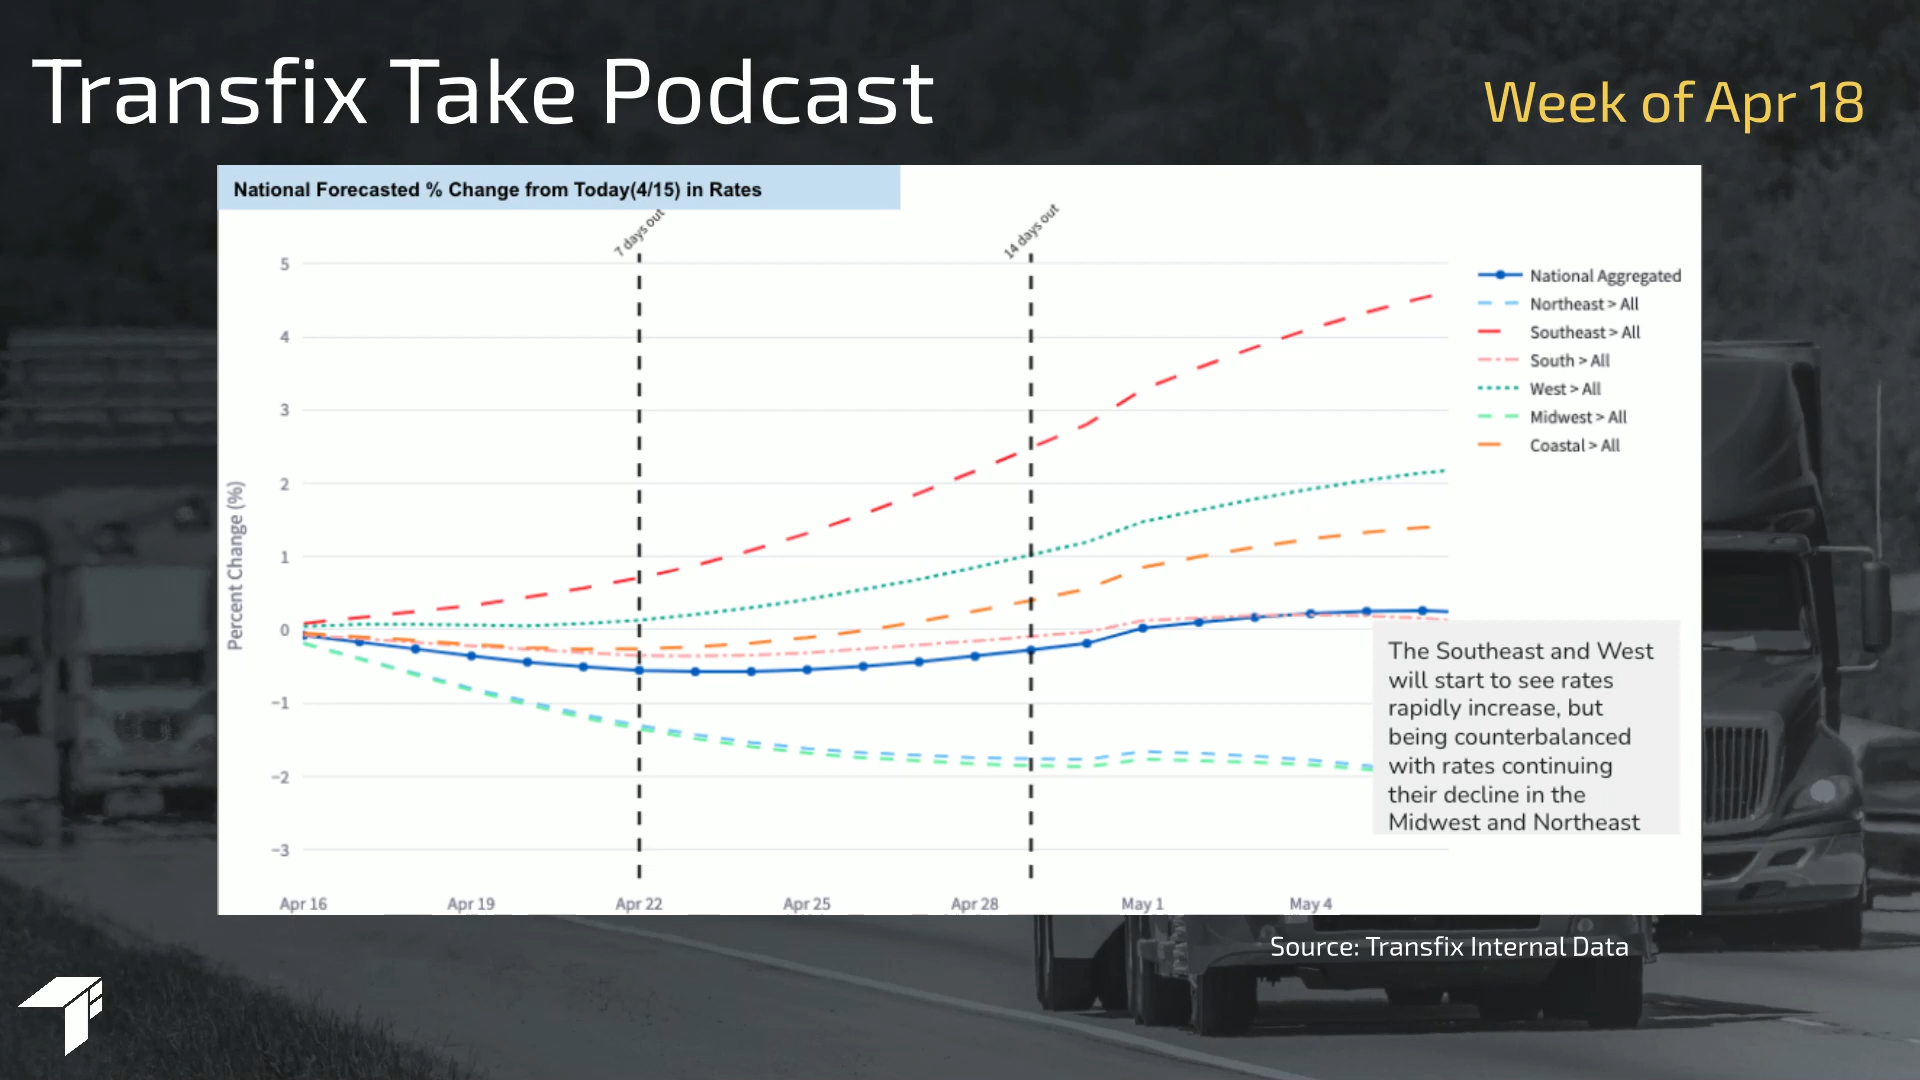 Transfix Take Podcast
Week of Apr 18
National Forecasted % Change from Today(4/15) in Rates
7 days out
14 days out
5
4
3
2
1
0
−1
−2
−3
Percent Change (%)
Apr 16
Apr 19
Apr 22
Apr 25
Apr 28
May 1
May 4
National Aggregated
Northeast > All
Southeast > All
South > All
West > All
Midwest > All
Coastal > All
The Southeast and West
will start to see rates
rapidly increase, but
being counterbalanced
with rates continuing
their decline in the
Midwest and Northeast
Source: Transfix Internal Data